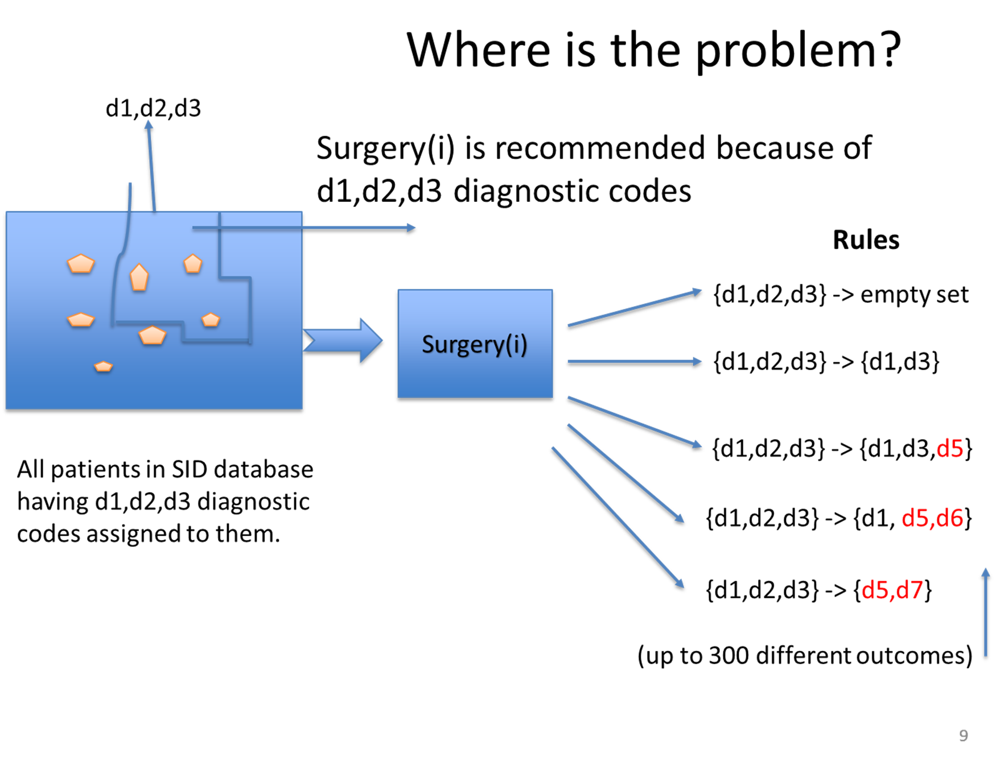 Where is the problem?
d1,d2,d3
Surgery(i) is recommended because of
d1,d2,d3 diagnostic codes
Rules
{d1,d2,d3} -> empty set
Surgery(i)
{d1,d2,d3} -> {d1,d3}
{d1,d2,d3} -> {d1,d3,d5}
All patients in SID database
having d1,d2,d3 diagnostic
codes assigned to them.
{d1,d2,d3} -> {d1, d5,d6}
{d1,d2,d3} -> {d5,d7}
(up to 300 different outcomes)
9